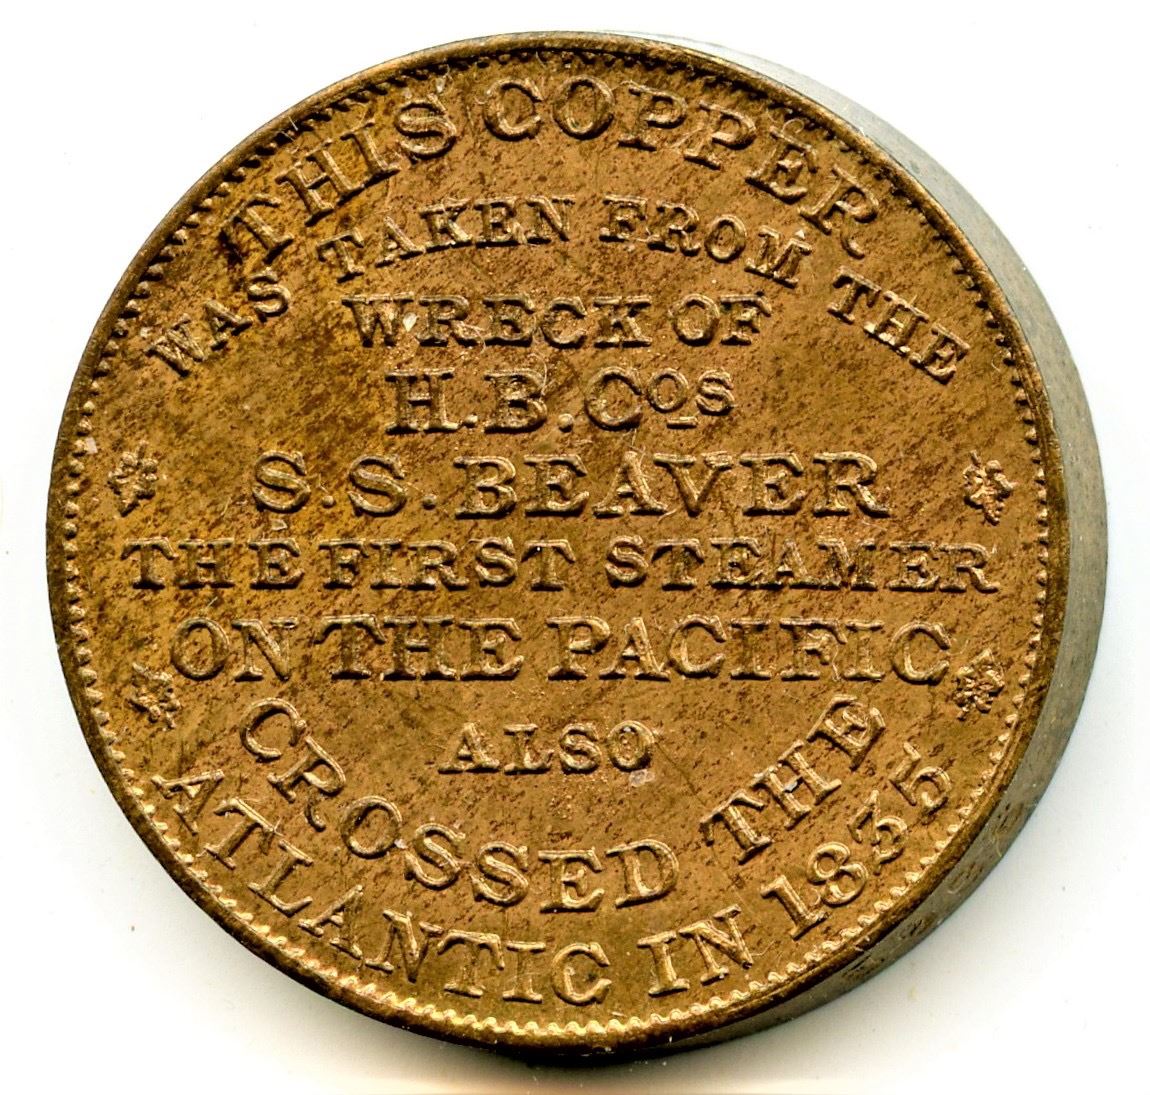 THIS COPPER
WAS TAKEN FROM THE
WRECK OF
H.B.Cos
S.S. BEAVER
THE FIRST STEAMER
ON THE PACIFIC
ALSO
CROSSED THE
ATLANTIC IN 1835